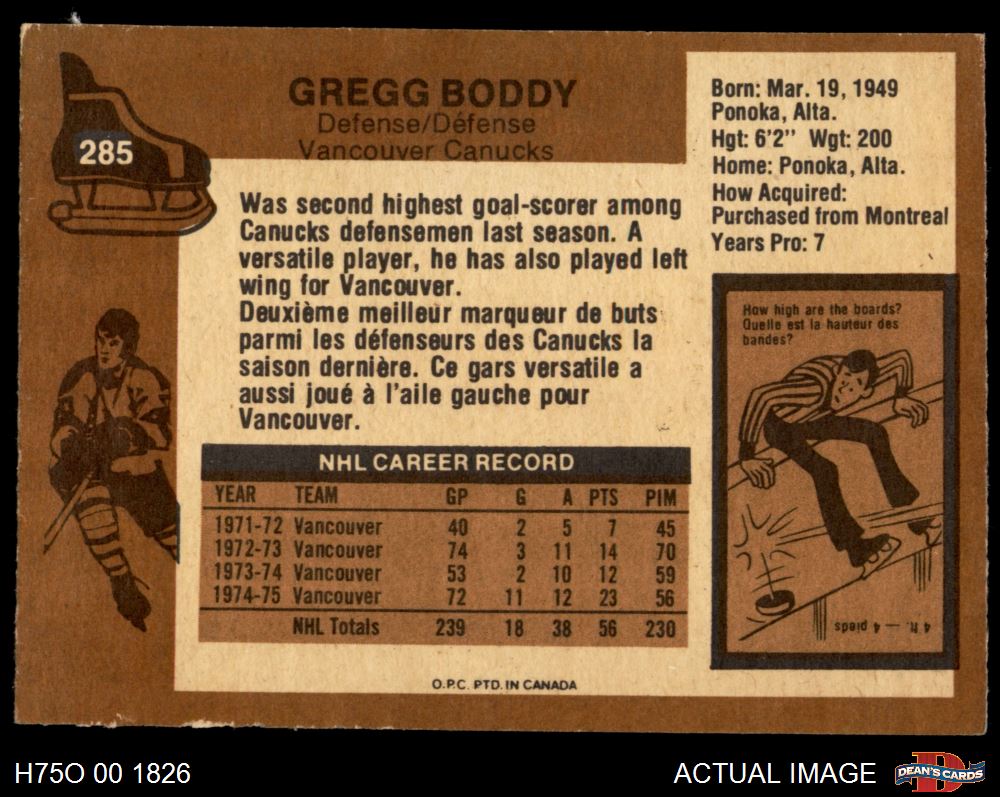 285
GREGG BODDY
Defense/Défense
Vancouver Canucks
Born: Mar. 19, 1949
Ponoka, Alta.
Hgt: 6'2" Wgt: 200
Home: Ponoka, Alta.
How Acquired:
Purchased from Montreal
Years Pro: 7
Was second highest goal-scorer among
Canucks defensemen last season. A
versatile player, he has also played left
wing for Vancouver.
Deuxième meilleur marqueur de buts
parmi les défenseurs des Canucks la
saison dernière. Ce gars versatile a
aussi joué à l'aile gauche pour
Vancouver.
How high are the boards?
Quelle est la hauteur des
bandes?
4 ft. — 4 pieds
NHL CAREER RECORD
YEAR TEAM GP G A PTS PIM
1971-72 Vancouver 40 2 5 7 45
1972-73 Vancouver 74 3 11 14 70
1973-74 Vancouver 53 2 10 12 59
1974-75 Vancouver 72 11 12 23 56
NHL Totals 239 18 38 56 230
O.P.C. PTD. IN CANADA
H75O 00 1826
ACTUAL IMAGE
D
DEAN'S CARDS